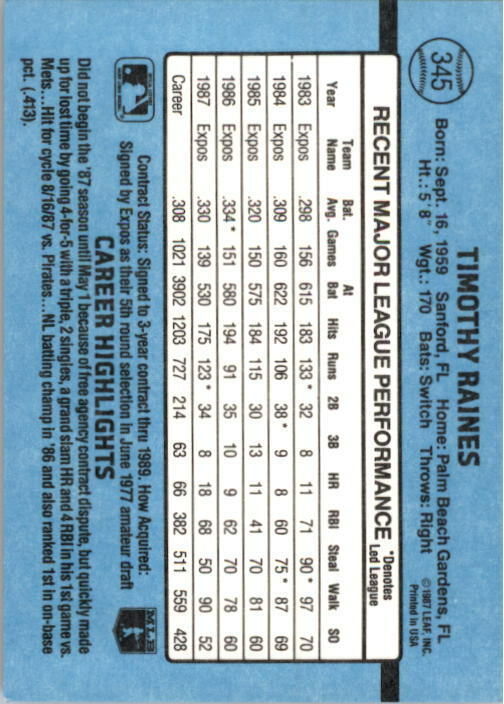 345
TIMOTHY RAINES
©1987 LEAF, INC.
Printed in USA
Born: Sept. 16, 1959 Sanford, FL Home: Palm Beach Gardens, FL
Ht.: 5' 8" Wgt.: 170 Bats: Switch Throws: Right
RECENT MAJOR LEAGUE PERFORMANCE *Denotes Led League
Year Team Name Bat. Avg. Games At Bat Hits Runs 2B 3B HR RBI Steal Walk SO
1983 Expos .298 156 615 183 133* 32 8 11 71 90* 97 70
1984 Expos .309 160 622 192 106 38* 9 8 60 75* 87 69
1985 Expos .320 150 575 184 115 30 13 11 41 70 81 60
1986 Expos .334* 151 580 194 91 35 10 9 62 70 78 60
1987 Expos .330 139 530 175 123* 34 8 18 68 50 90 52
Career .308 1021 3902 1203 727 214 63 66 382 511 559 428
Contract Status: Signed to 3-year contract thru 1989. How Acquired:
Signed by Expos as their 5th round selection in June 1977 amateur draft
MLB
CAREER HIGHLIGHTS
Did not begin the '87 season until May 1 because of free agency contract dispute, but quickly made
up for lost time by going 4-for-5 with a triple, 2 singles, a grand slam HR and 4 RBI in his 1st game vs.
Mets...Hit for cycle 8/16/87 vs. Pirates...NL batting champ in '86 and also ranked 1st in on-base
pct. (.413).